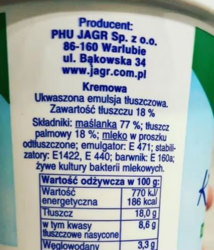 Producent:
PHU JAGR Sp. z o.o.
86-160 Warlubie
ul. Bąkowska 34
www.jagr.com.pl
Kremowa
Ukwaszona emulsja tłuszczowa.
Zawartość tłuszczu 18 %
Składniki: maślanka 77 %, tłuszcz
palmowy 18 %; mleko w proszku
odtłuszczone; emulgator: E 471; stabili-
zatory: E1422, E 440; barwnik: E 160a;
żywe kultury bakterii mlekowych.
Wartość odżywcza w 100 g:
Wartość 770 kJ/
energetyczna 186 kcal
Tłuszcz 18,0 g
w tym kwasy 8,6 g
tłuszczowe nasycone
Węglowodany 3,3 g